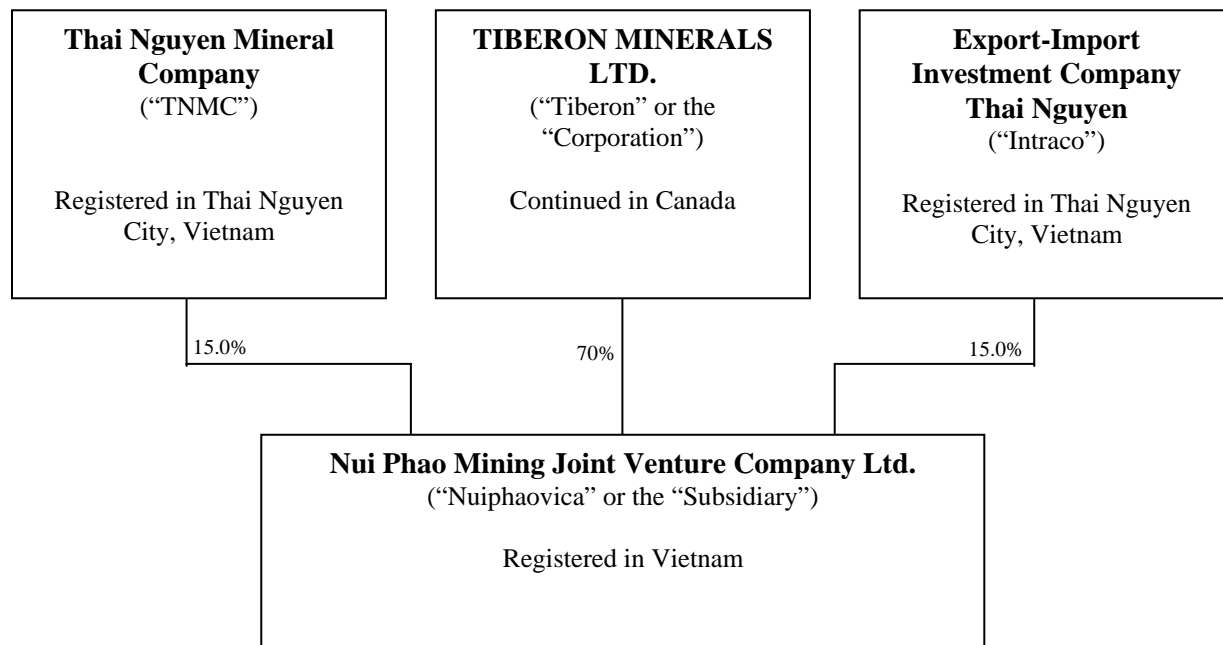 Thai Nguyen Mineral
Company
(“TNMC”)
Registered in Thai Nguyen
City, Vietnam
TIBERON MINERALS
LTD.
(“Tiberon” or the
“Corporation”)
Continued in Canada
Export-Import
Investment Company
Thai Nguyen
(“Intraco”)
Registered in Thai Nguyen
City, Vietnam
15.0%
70%
15.0%
Nui Phao Mining Joint Venture Company Ltd.
(“Nuiphaovica” or the “Subsidiary”)
Registered in Vietnam